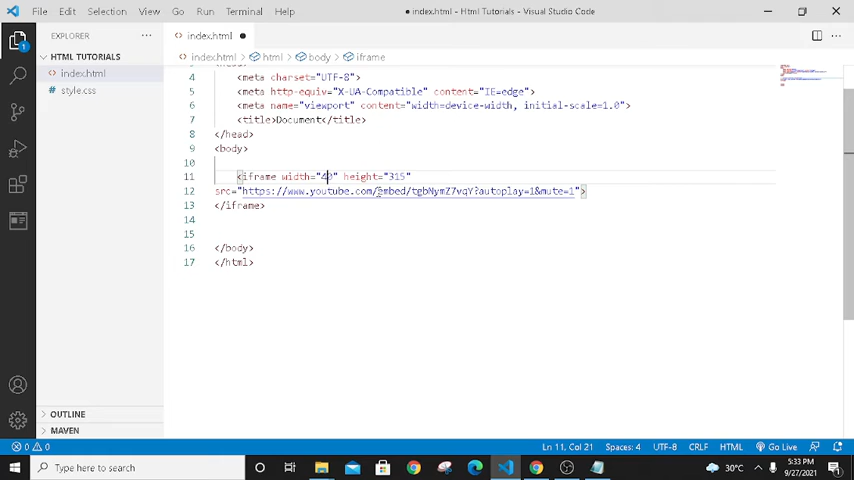 File Edit Selection View Go Run Terminal Help
● index.html - Html Tutorials - Visual Studio Code
EXPLORER
HTML TUTORIALS
index.html
style.css
index.html
index.html > html > body > iframe
4 <meta charset="UTF-8">
5 <meta http-equiv="X-UA-Compatible" content="IE=edge">
6 <meta name="viewport" content="width=device-width, initial-scale=1.0">
7 <title>Document</title>
8 </head>
9 <body>
10
11 <iframe width="40" height="315"
12 src="https://www.youtube.com/embed/tgbNymZ7vqY?autoplay=1&mute=1">
13 </iframe>
14
15
16 </body>
17 </html>
OUTLINE
MAVEN
0 0 Ln 11, Col 21 Spaces: 4 UTF-8 CRLF HTML Go Live
1
Type here to search
30°C
5:33 PM
9/27/2021